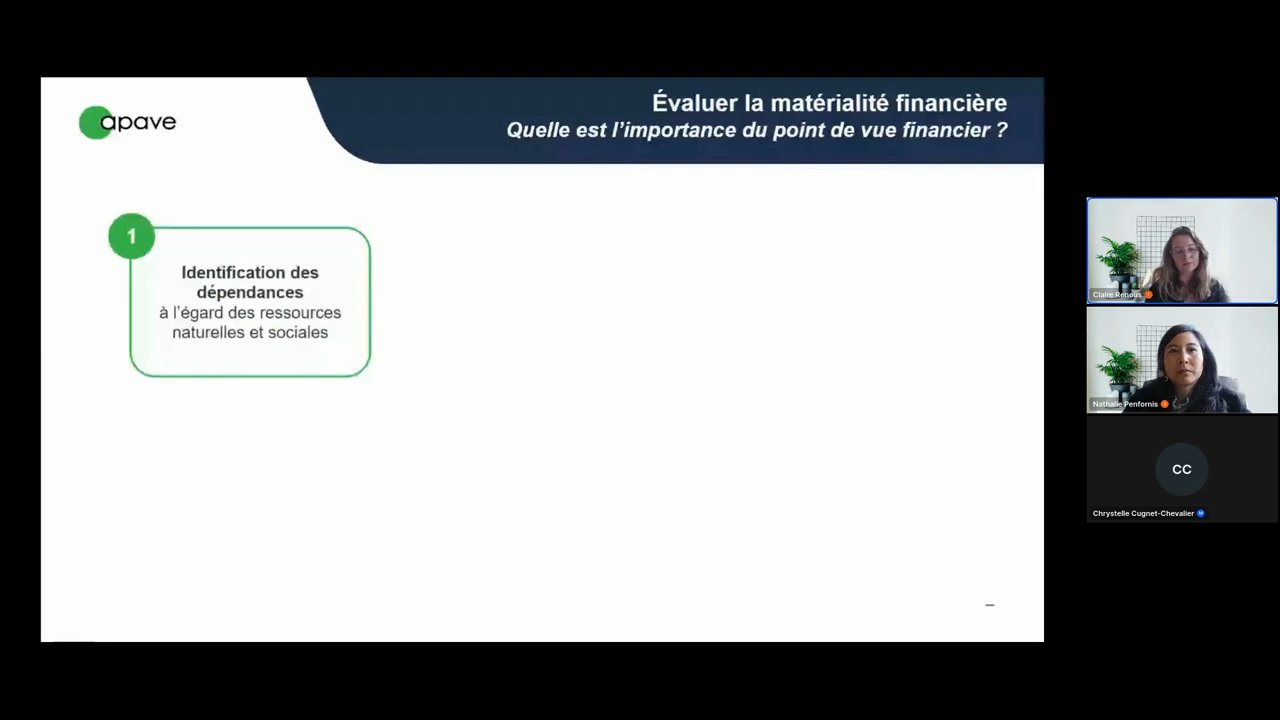 apave
Évaluer la matérialité financière
Quelle est l'importance du point de vue financier ?
1
Identification des
dépendances
à l'égard des ressources
naturelles et sociales
Claire Renous
Nathalie Penfornis
CC
Chrystelle Cugnet-Chevalier